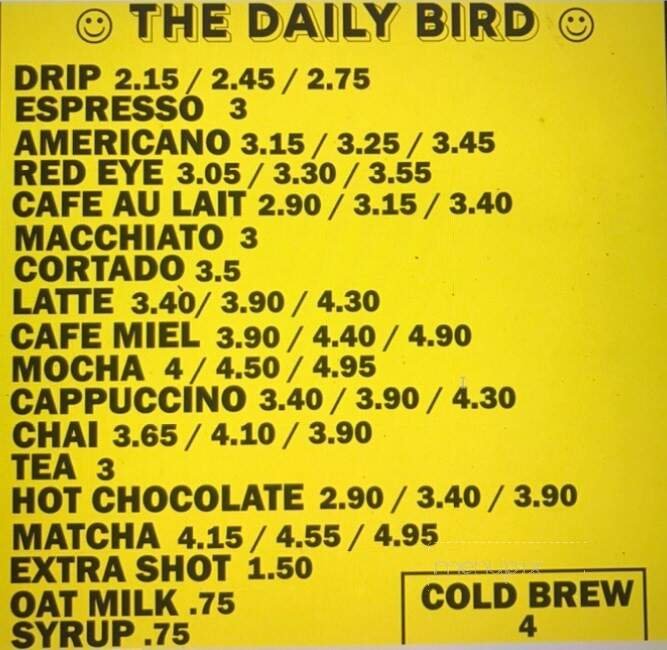 THE DAILY BIRD
DRIP 2.15 / 2.45 / 2.75
ESPRESSO 3
AMERICANO 3.15 / 3.25 / 3.45
RED EYE 3.05 / 3.30 / 3.55
CAFE AU LAIT 2.90 / 3.15 / 3.40
MACCHIATO 3
CORTADO 3.5
LATTE 3.40/ 3.90 / 4.30
CAFE MIEL 3.90 / 4.40 / 4.90
MOCHA 4 / 4.50 / 4.95
CAPPUCCINO 3.40 / 3.90 / 4.30
CHAI 3.65 / 4.10 / 3.90
TEA 3
HOT CHOCOLATE 2.90 / 3.40 / 3.90
MATCHA 4.15 / 4.55 / 4.95
EXTRA SHOT 1.50
OAT MILK .75
SYRUP .75
COLD BREW
4